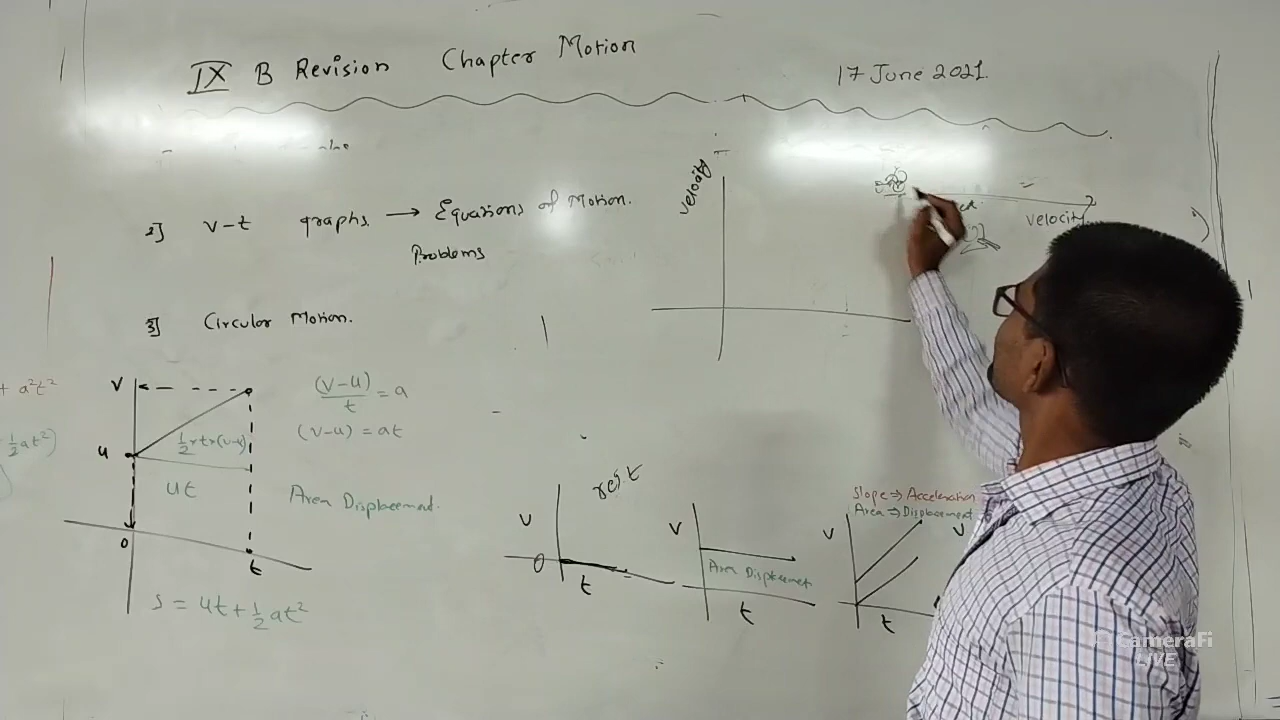 IX B Revision Chapter Motion
17 June 2021.
2] v-t graphs. → Equations of Motion.
Problems
3] Circular Motion.
velocity
velocity
+ a²t²
½at²)
v
u
0
t
½×t×(v-u)
ut
(v-u)/t = a
(v-u) = at
Area Displacement.
s = ut + ½at²
rest
v
0
t
v
Area Displacement
t
Slope ⇒ Acceleration
Area ⇒ Displacement
v
t
v
CameraFi
LIVE